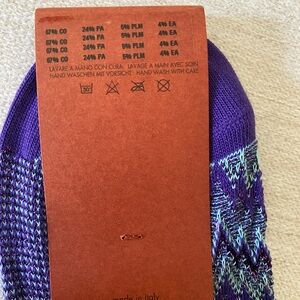 67% CO 24% PA 5% PLM 4% EA
67% CO 24% PA 5% PLM 4% EA
67% CO 24% PA 5% PLM 4% EA
67% CO 24% PA 5% PLM 4% EA
LAVARE A MANO CON CURA LAVAGE A MAIN AVEC SOIN
HAND WASCHEN MIT VORSICHT HAND WASH WITH CARE
made in Italy